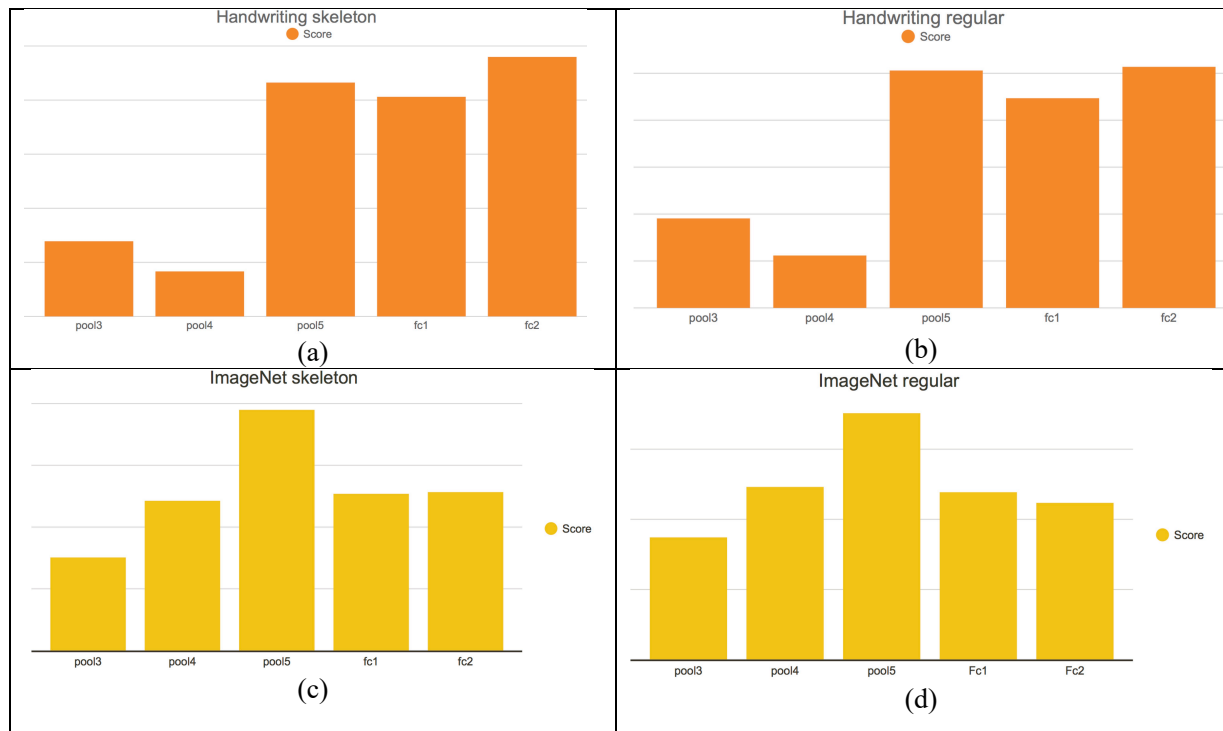 Handwriting skeleton
Score
pool3 pool4 pool5 fc1 fc2
(a)
Handwriting regular
Score
pool3 pool4 pool5 fc1 fc2
(b)
ImageNet skeleton
Score
pool3 pool4 pool5 fc1 fc2
(c)
ImageNet regular
Score
pool3 pool4 pool5 Fc1 Fc2
(d)